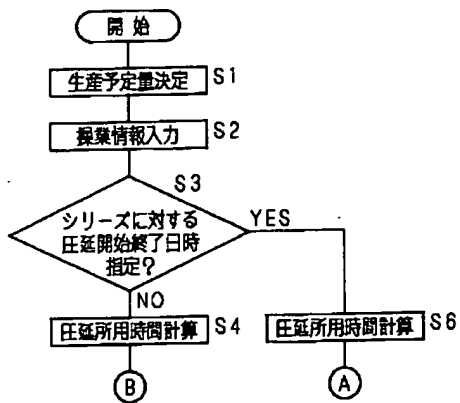 開始
生産予定量決定 S1
操業情報入力 S2
S3
シリーズに対する
圧延開始終了日時
指定?
YES
NO
圧延所用時間計算 S4
圧延所用時間計算 S6
B
A